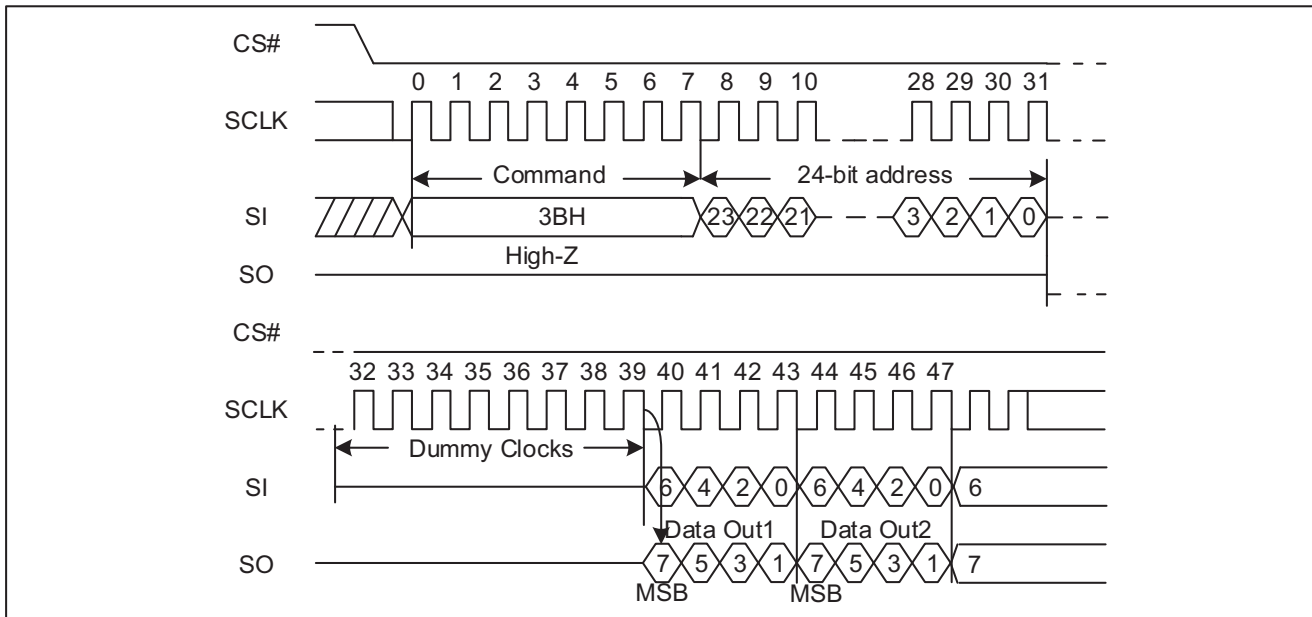 CS#
0 1 2 3 4 5 6 7 8 9 10 28 29 30 31
SCLK
Command 24-bit address
SI 3BH 23 22 21 3 2 1 0
High-Z
SO
CS#
32 33 34 35 36 37 38 39 40 41 42 43 44 45 46 47
SCLK
Dummy Clocks
SI 6 4 2 0 6 4 2 0 6
Data Out1 Data Out2
SO 7 5 3 1 7 5 3 1 7
MSB MSB